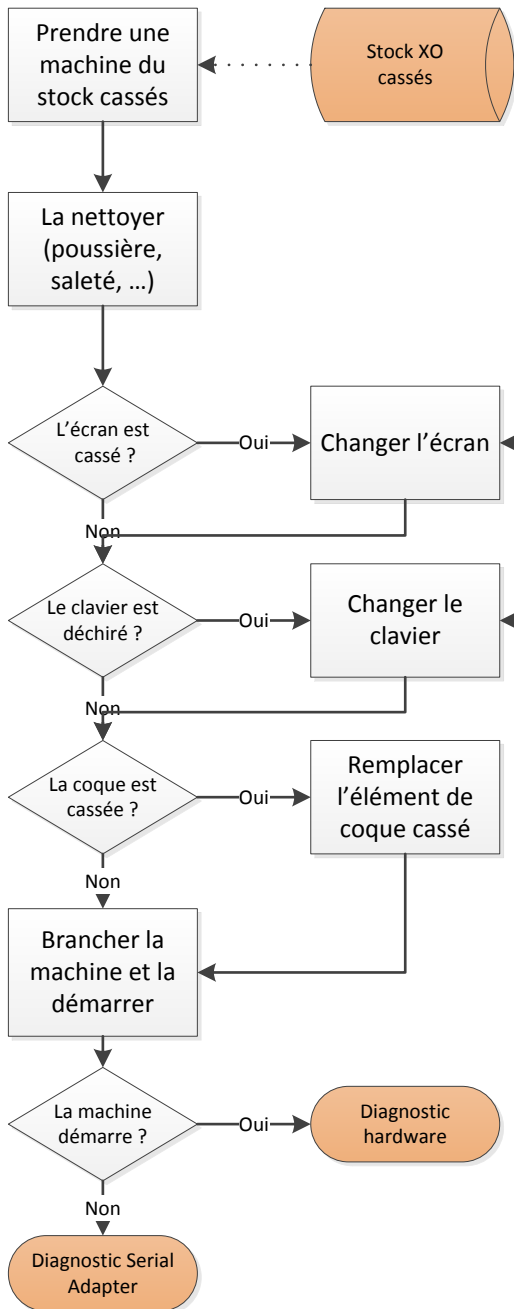 Prendre une
machine du
stock cassés
Stock XO
cassés
La nettoyer
(poussière,
saleté, …)
L’écran est
cassé ?
Oui
Changer l’écran
Non
Le clavier est
déchiré ?
Oui
Changer le
clavier
Non
La coque est
cassée ?
Oui
Remplacer
l’élément de
coque cassé
Non
Brancher la
machine et la
démarrer
La machine
démarre ?
Oui
Diagnostic
hardware
Non
Diagnostic Serial
Adapter